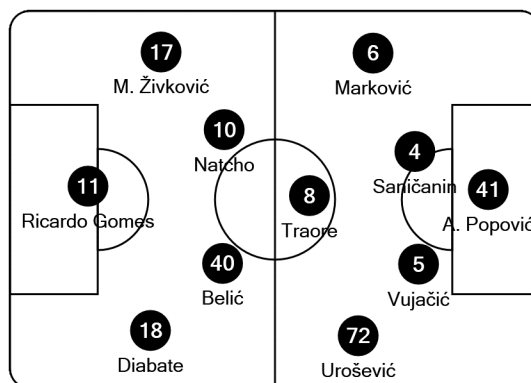 17
M. Živković
6
Marković
10
Natcho
4
Saničanin
11
Ricardo Gomes
8
Traore
41
A. Popović
40
Belić
5
Vujačić
18
Diabate
72
Urošević